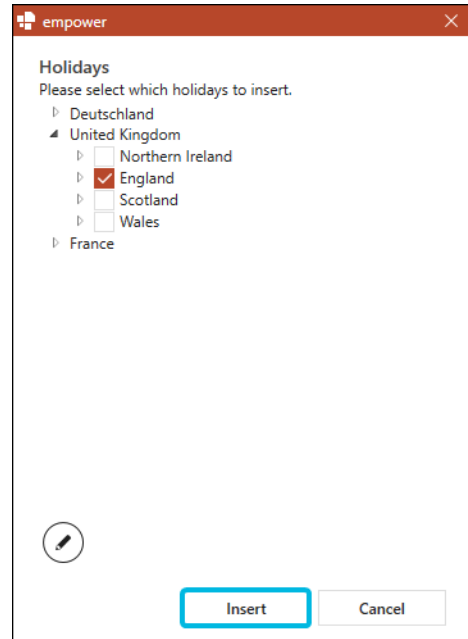 empower
Holidays
Please select which holidays to insert.
Deutschland
United Kingdom
Northern Ireland
England
Scotland
Wales
France
Insert Cancel